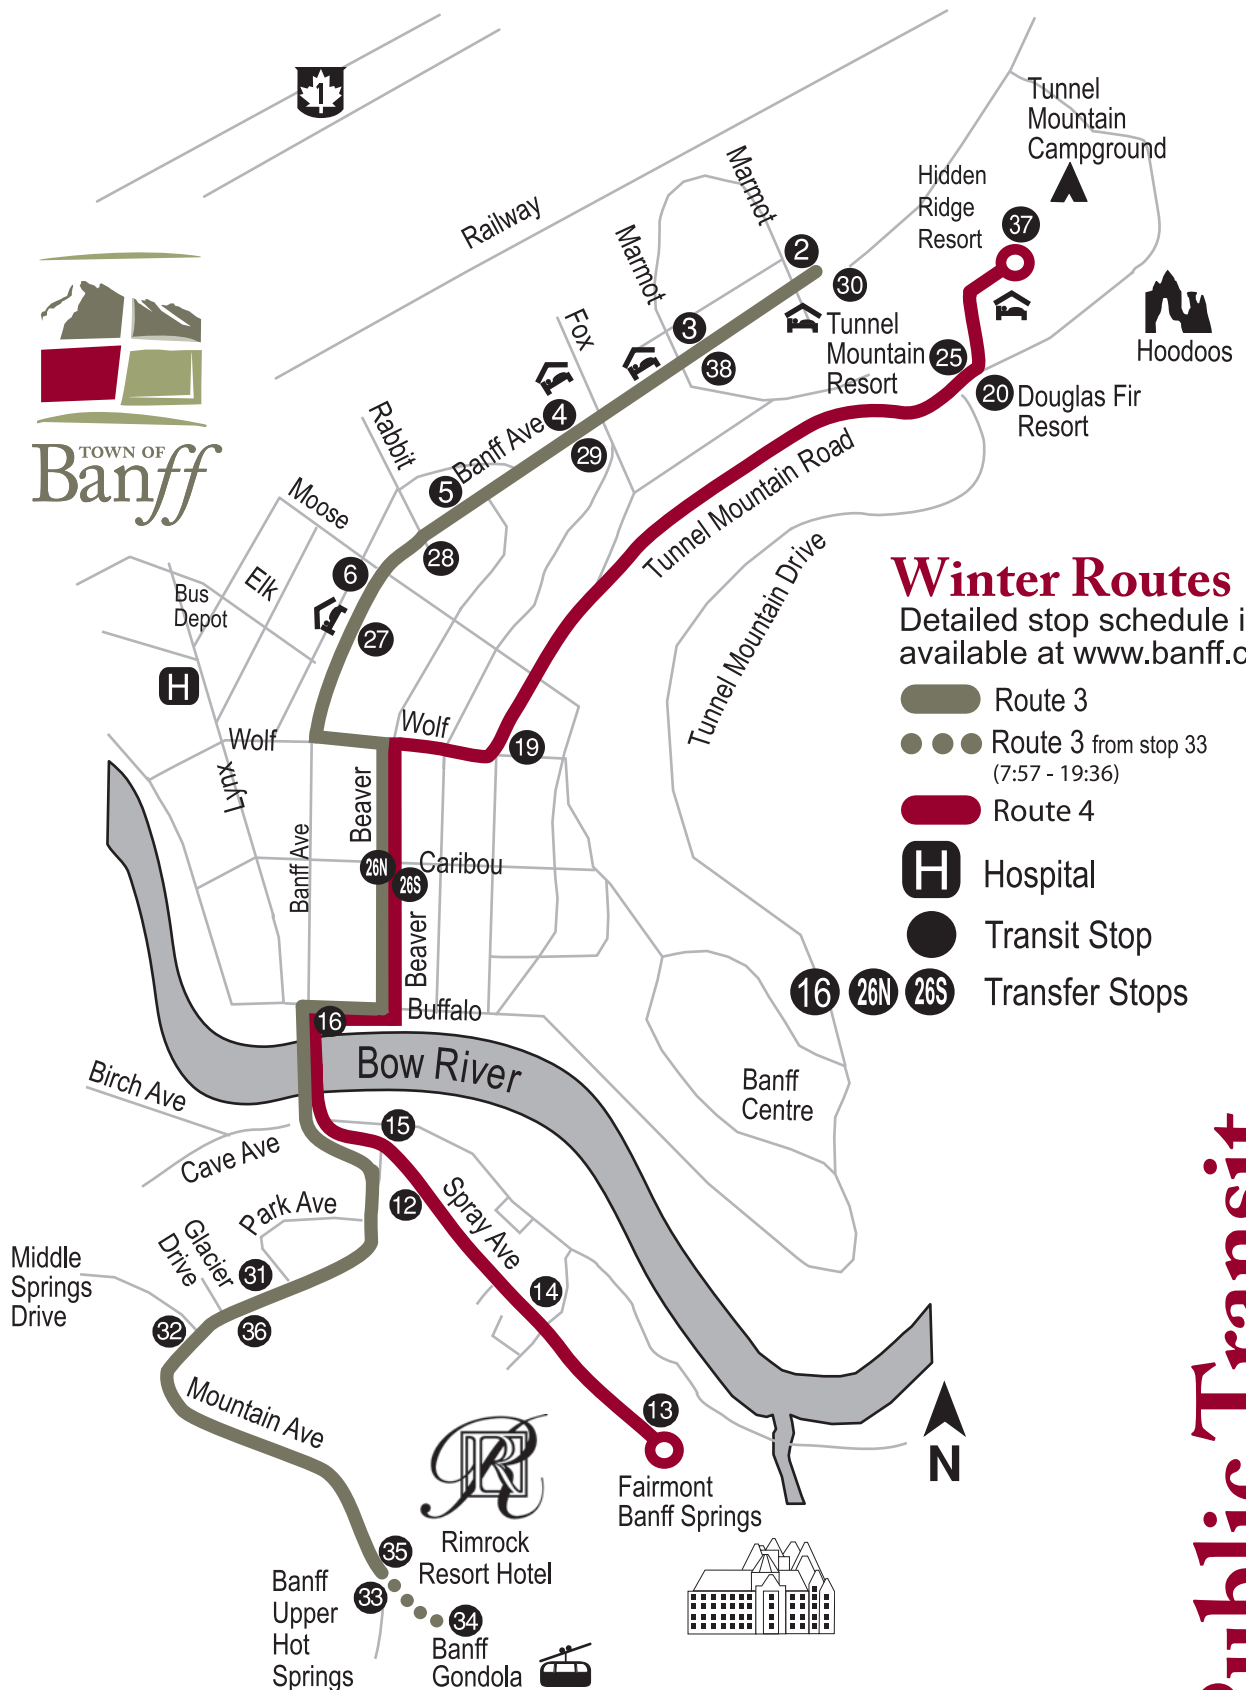 1
Tunnel
Mountain
Campground
Hidden
Ridge
Resort
37
Marmot
Railway
Marmot
2
30
Hoodoos
Fox
3
38
Tunnel
Mountain
Resort
25
20
Douglas Fir
Resort
TOWN OF
Banff
Rabbit
4
Banff Ave
29
5
Tunnel Mountain Road
Moose
28
6
Elk
Bus
Depot
27
Tunnel Mountain Drive
H
Wolf
Wolf
19
Lynx
Beaver
Banff Ave
26N
Caribou
26S
Beaver
Buffalo
16
Bow River
Winter Routes
Detailed stop schedule i
available at www.banff.c
Route 3
Route 3 from stop 33
(7:57 - 19:36)
Route 4
H Hospital
Transit Stop
16 26N 26S Transfer Stops
Banff
Centre
Birch Ave
15
Cave Ave
12
Spray Ave
Park Ave
Glacier
Drive
Middle
Springs
Drive
31
14
32
36
Mountain Ave
13
N
Fairmont
Banff Springs
R
Rimrock
Resort Hotel
35
33
Banff
Upper
Hot
Springs
34
Banff
Gondola
Public Transit